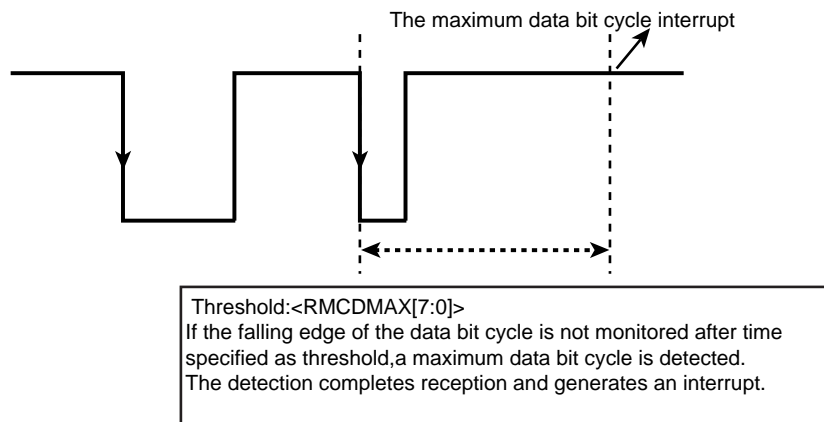 The maximum data bit cycle interrupt
Threshold:<RMCDMAX[7:0]>
If the falling edge of the data bit cycle is not monitored after time
specified as threshold,a maximum data bit cycle is detected.
The detection completes reception and generates an interrupt.